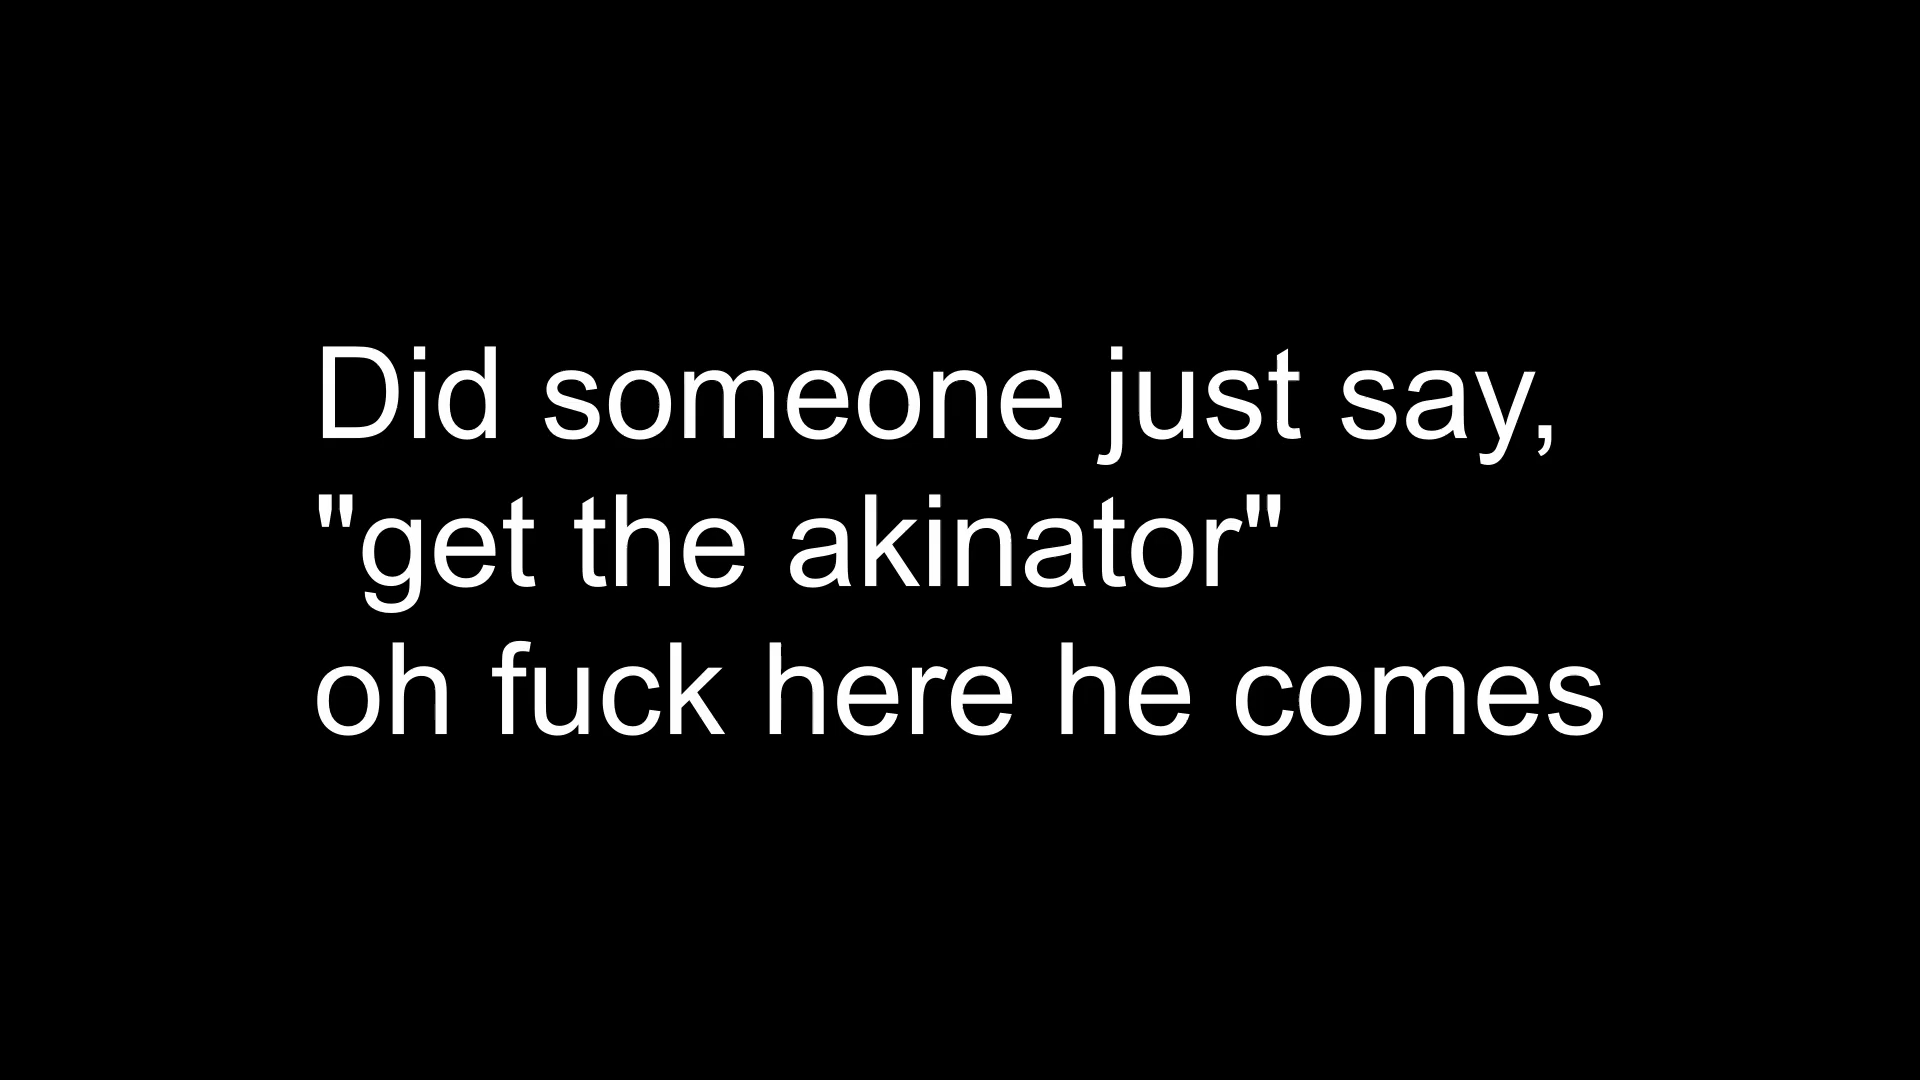 Did someone just say,
"get the akinator"
oh fuck here he comes